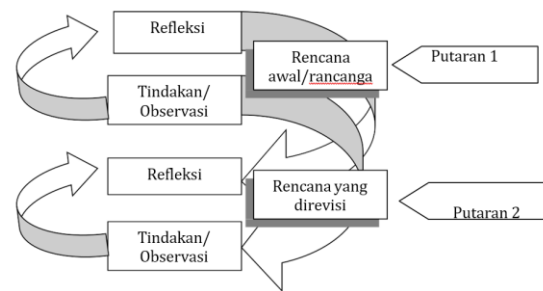 Refleksi
Rencana
awal/rancanga
Putaran 1
Tindakan/
Observasi
Refleksi
Rencana yang
direvisi
Putaran 2
Tindakan/
Observasi